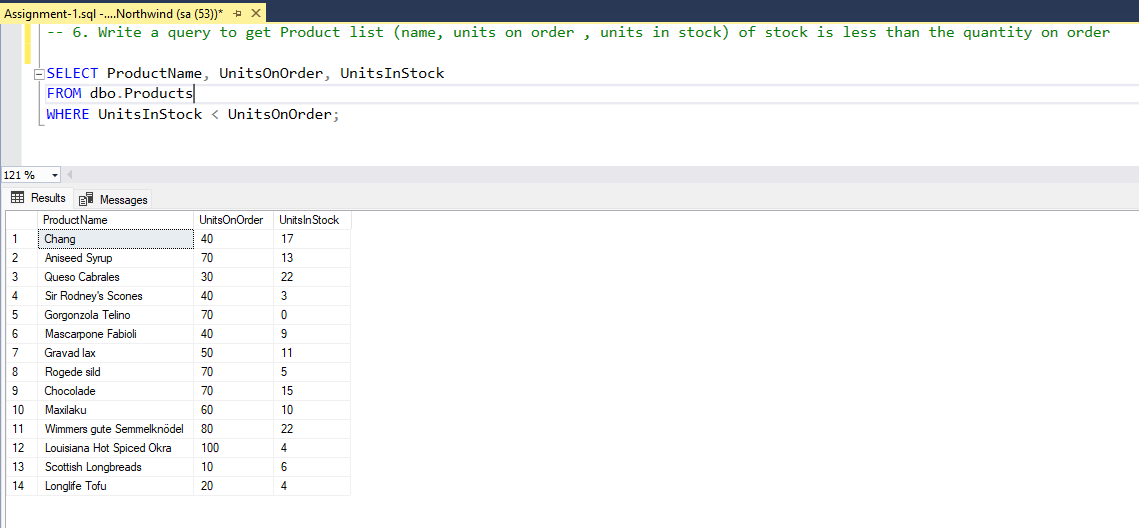 Assignment-1.sql -....Northwind (sa (53))*
-- 6. Write a query to get Product list (name, units on order , units in stock) of stock is less than the quantity on order
SELECT ProductName, UnitsOnOrder, UnitsInStock
FROM dbo.Products
WHERE UnitsInStock < UnitsOnOrder;
121 %
Results Messages
ProductName UnitsOnOrder UnitsInStock
1 Chang 40 17
2 Aniseed Syrup 70 13
3 Queso Cabrales 30 22
4 Sir Rodney's Scones 40 3
5 Gorgonzola Telino 70 0
6 Mascarpone Fabioli 40 9
7 Gravad lax 50 11
8 Rogede sild 70 5
9 Chocolade 70 15
10 Maxilaku 60 10
11 Wimmers gute Semmelknödel 80 22
12 Louisiana Hot Spiced Okra 100 4
13 Scottish Longbreads 10 6
14 Longlife Tofu 20 4